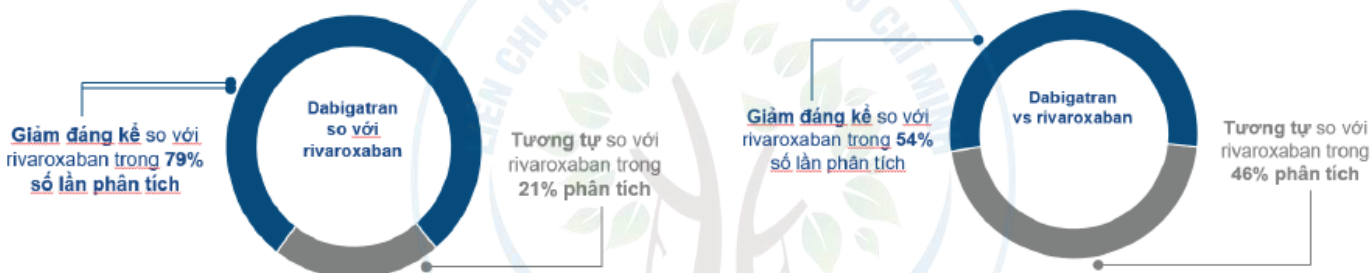 Dabigatran
so với
rivaroxaban
Giảm đáng kể so với
rivaroxaban trong 79%
số lần phân tích
Tương tự so với
rivaroxaban trong
21% phân tích
Dabigatran
vs rivaroxaban
Giảm đáng kể so với
rivaroxaban trong 54%
số lần phân tích
Tương tự so với
rivaroxaban trong
46% phân tích